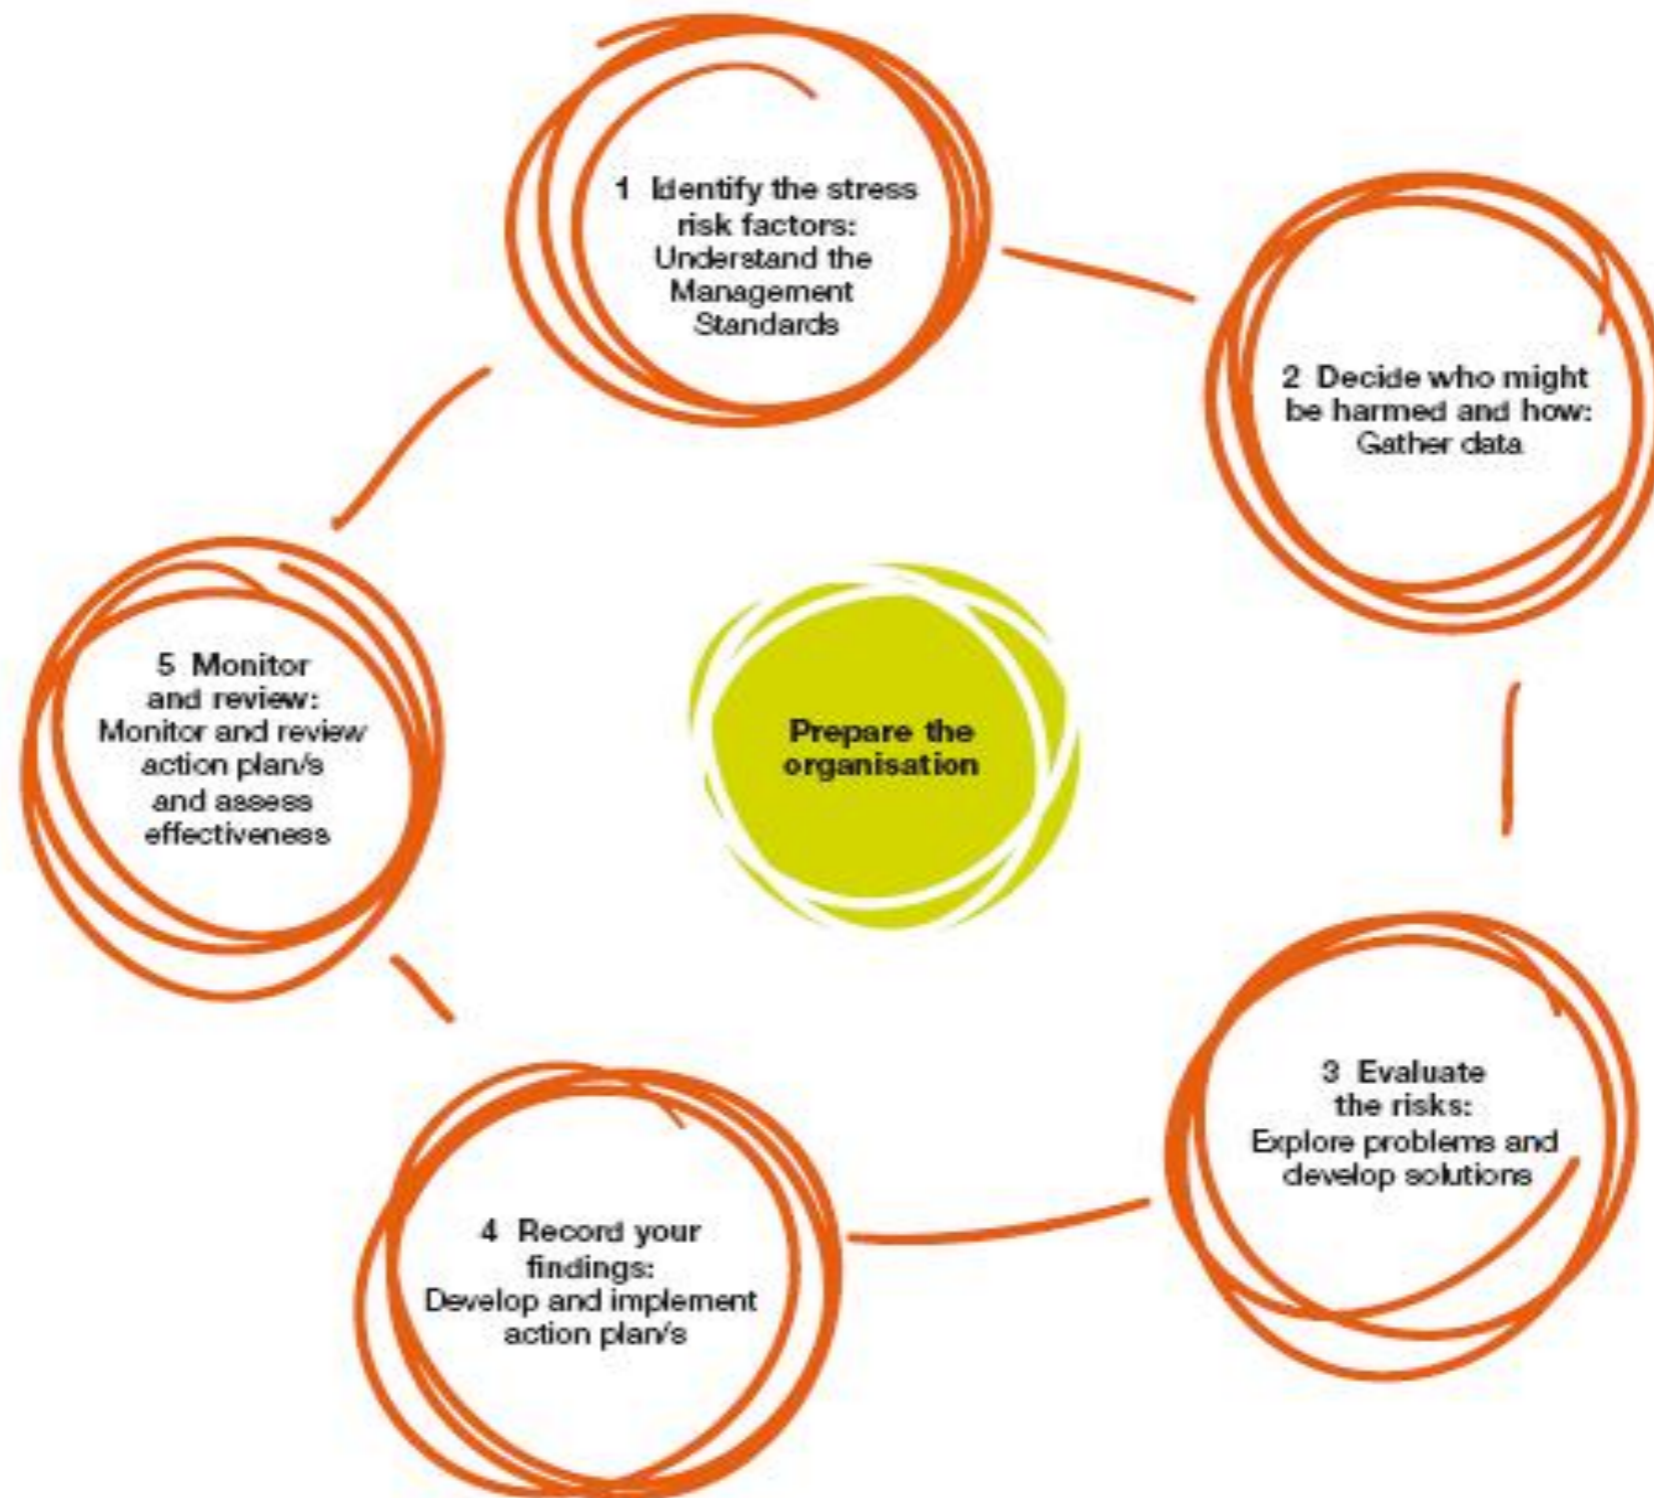 1 Identify the stress
risk factors:
Understand the
Management
Standards
2 Decide who might
be harmed and how:
Gather data
3 Evaluate
the risks:
Explore problems and
develop solutions
4 Record your
findings:
Develop and implement
action plan/s
5 Monitor
and review:
Monitor and review
action plan/s
and assess
effectiveness
Prepare the
organisation